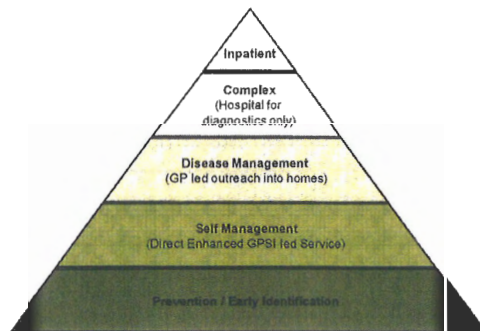 Inpatient
Complex
(Hospital for
diagnostics only)
Disease Management
(GP led outreach into homes)
Self Management
(Direct Enhanced GPSI led Service)
Prevention / Early Identification